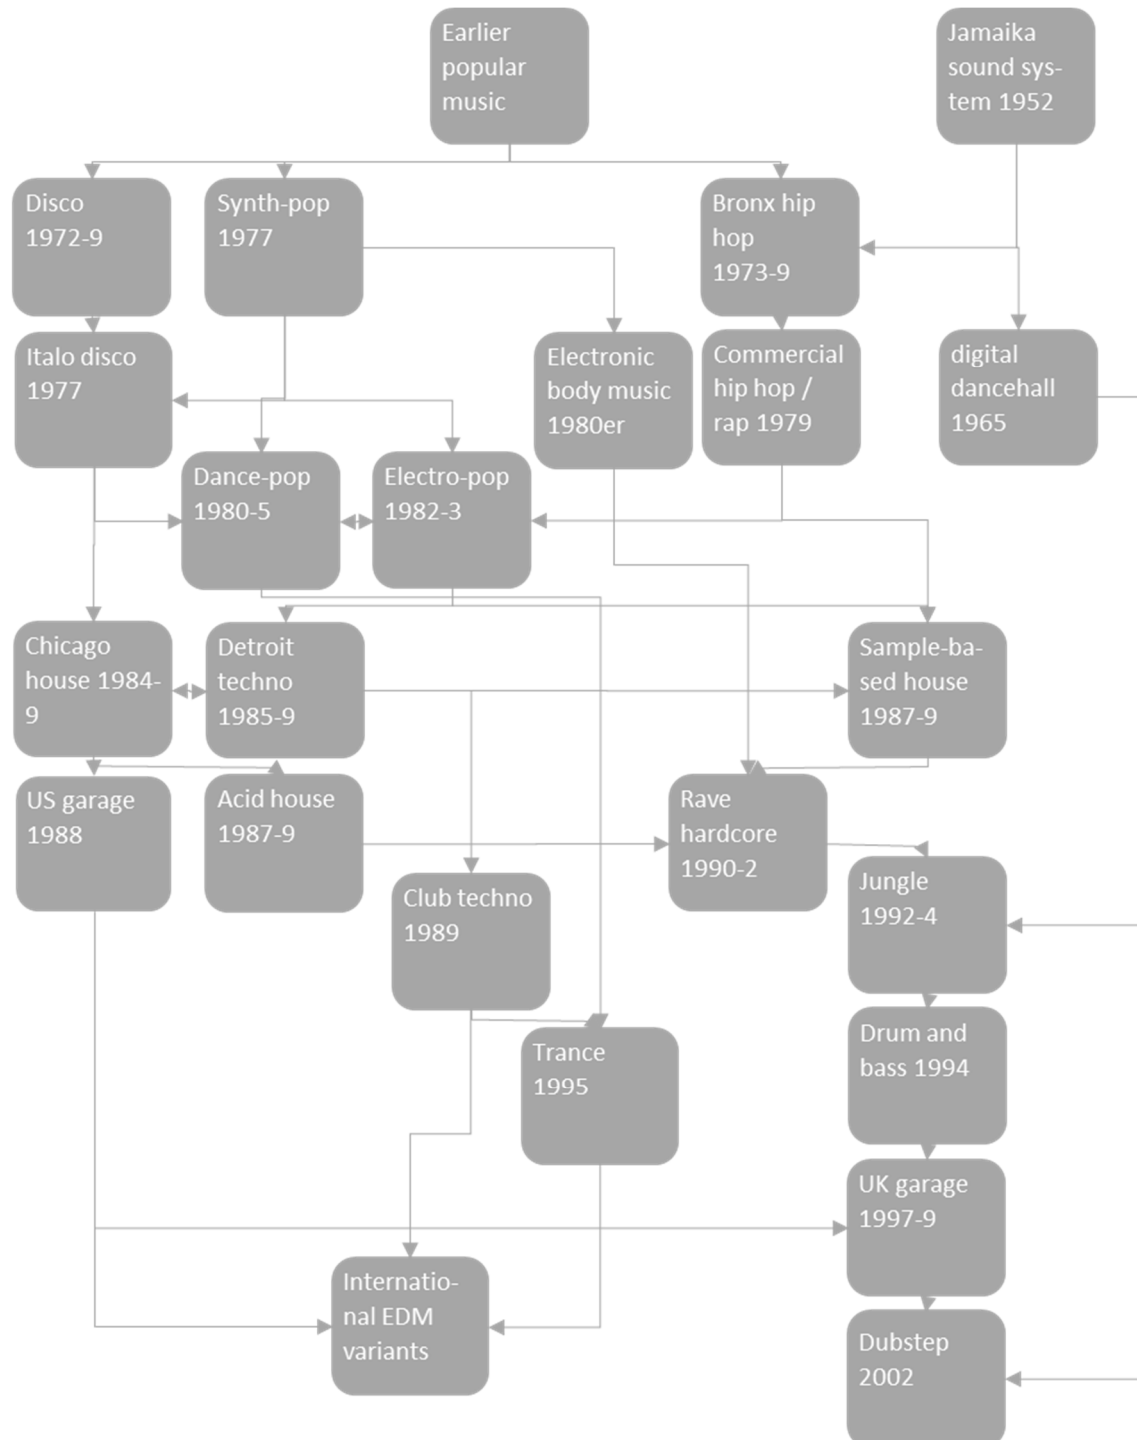 Earlier
popular
music
Jamaika
sound sys-
tem 1952
Disco
1972-9
Synth-pop
1977
Bronx hip
hop
1973-9
Italo disco
1977
Electronic
body music
1980er
Commercial
hip hop /
rap 1979
digital
dancehall
1965
Dance-pop
1980-5
Electro-pop
1982-3
Chicago
house 1984-
9
Detroit
techno
1985-9
Sample-ba-
sed house
1987-9
US garage
1988
Acid house
1987-9
Rave
hardcore
1990-2
Club techno
1989
Jungle
1992-4
Trance
1995
Drum and
bass 1994
UK garage
1997-9
Internatio-
nal EDM
variants
Dubstep
2002